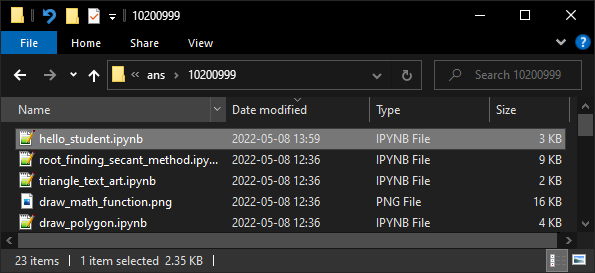 10200999
File Home Share View
ans 10200999 Search 10200999
Name Date modified Type Size
hello_student.ipynb 2022-05-08 13:59 IPYNB File 3 KB
root_finding_secant_method.ipy... 2022-05-08 12:36 IPYNB File 9 KB
triangle_text_art.ipynb 2022-05-08 12:36 IPYNB File 2 KB
draw_math_function.png 2022-05-08 12:36 PNG File 16 KB
draw_polygon.ipynb 2022-05-08 12:36 IPYNB File 4 KB
23 items 1 item selected 2.35 KB